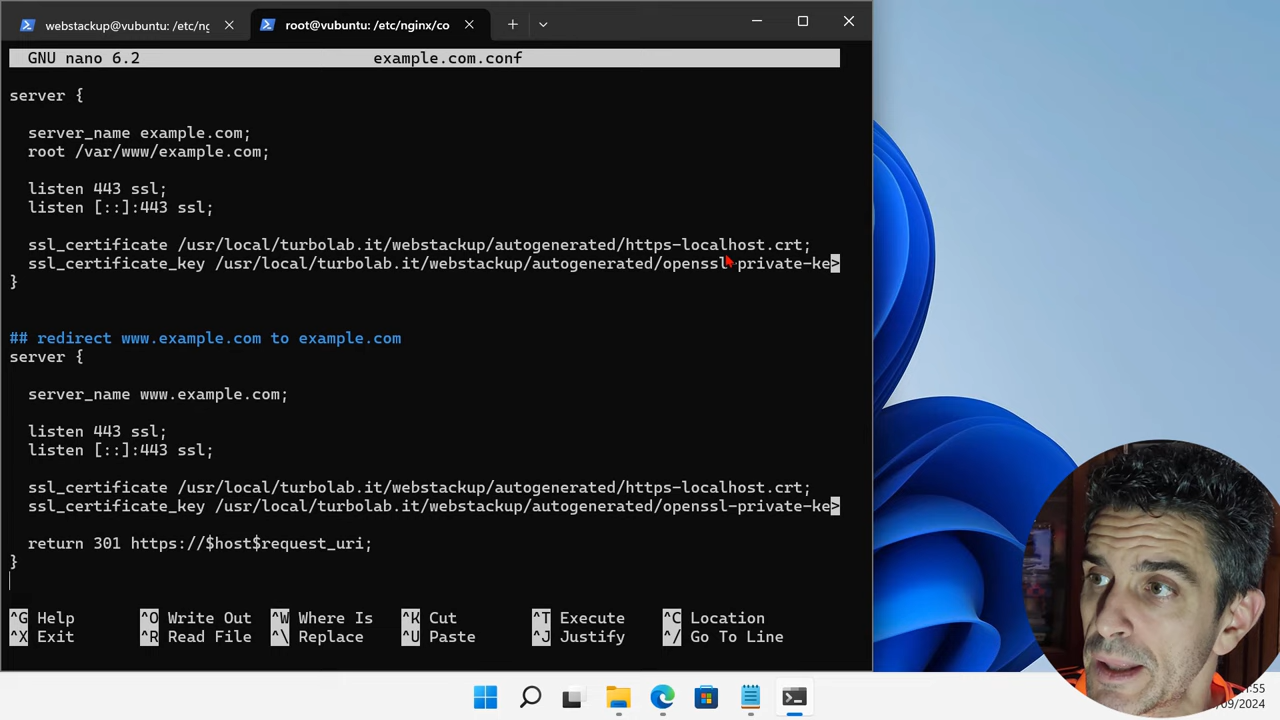 webstackup@vubuntu: /etc/ng
root@vubuntu: /etc/nginx/co
GNU nano 6.2 example.com.conf
server {
server_name example.com;
root /var/www/example.com;
listen 443 ssl;
listen [::]:443 ssl;
ssl_certificate /usr/local/turbolab.it/webstackup/autogenerated/https-localhost.crt;
ssl_certificate_key /usr/local/turbolab.it/webstackup/autogenerated/openssl-private-ke>
}
## redirect www.example.com to example.com
server {
server_name www.example.com;
listen 443 ssl;
listen [::]:443 ssl;
ssl_certificate /usr/local/turbolab.it/webstackup/autogenerated/https-localhost.crt;
ssl_certificate_key /usr/local/turbolab.it/webstackup/autogenerated/openssl-private-ke>
return 301 https://$host$request_uri;
}
^G Help ^O Write Out ^W Where Is ^K Cut ^T Execute ^C Location
^X Exit ^R Read File ^\ Replace ^U Paste ^J Justify ^/ Go To Line
:55
/09/2024